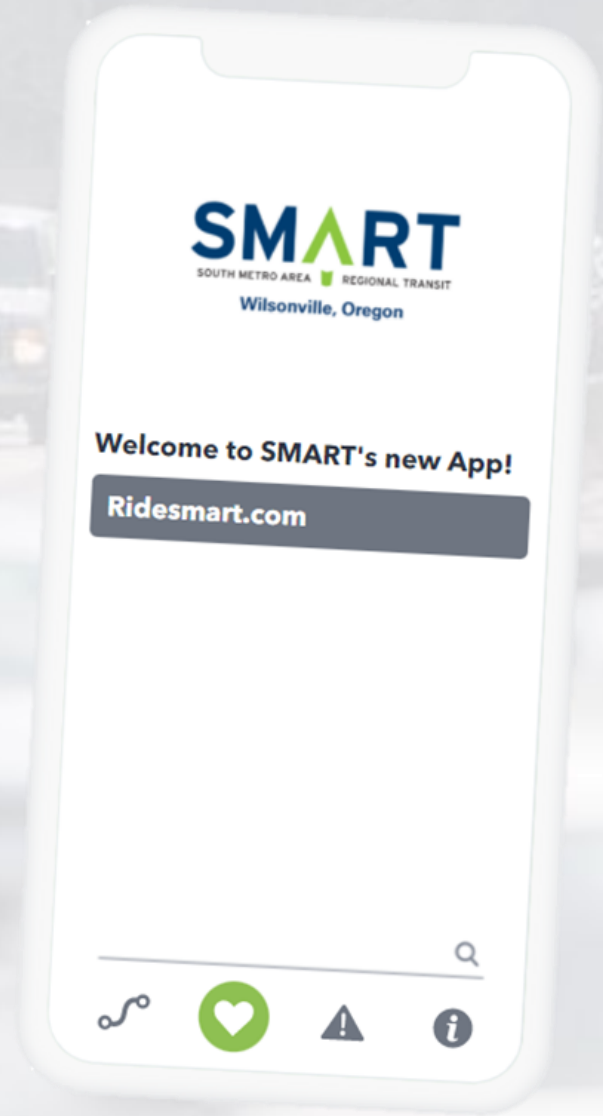 SMART
SOUTH METRO AREA REGIONAL TRANSIT
Wilsonville, Oregon
Welcome to SMART's new App!
Ridesmart.com